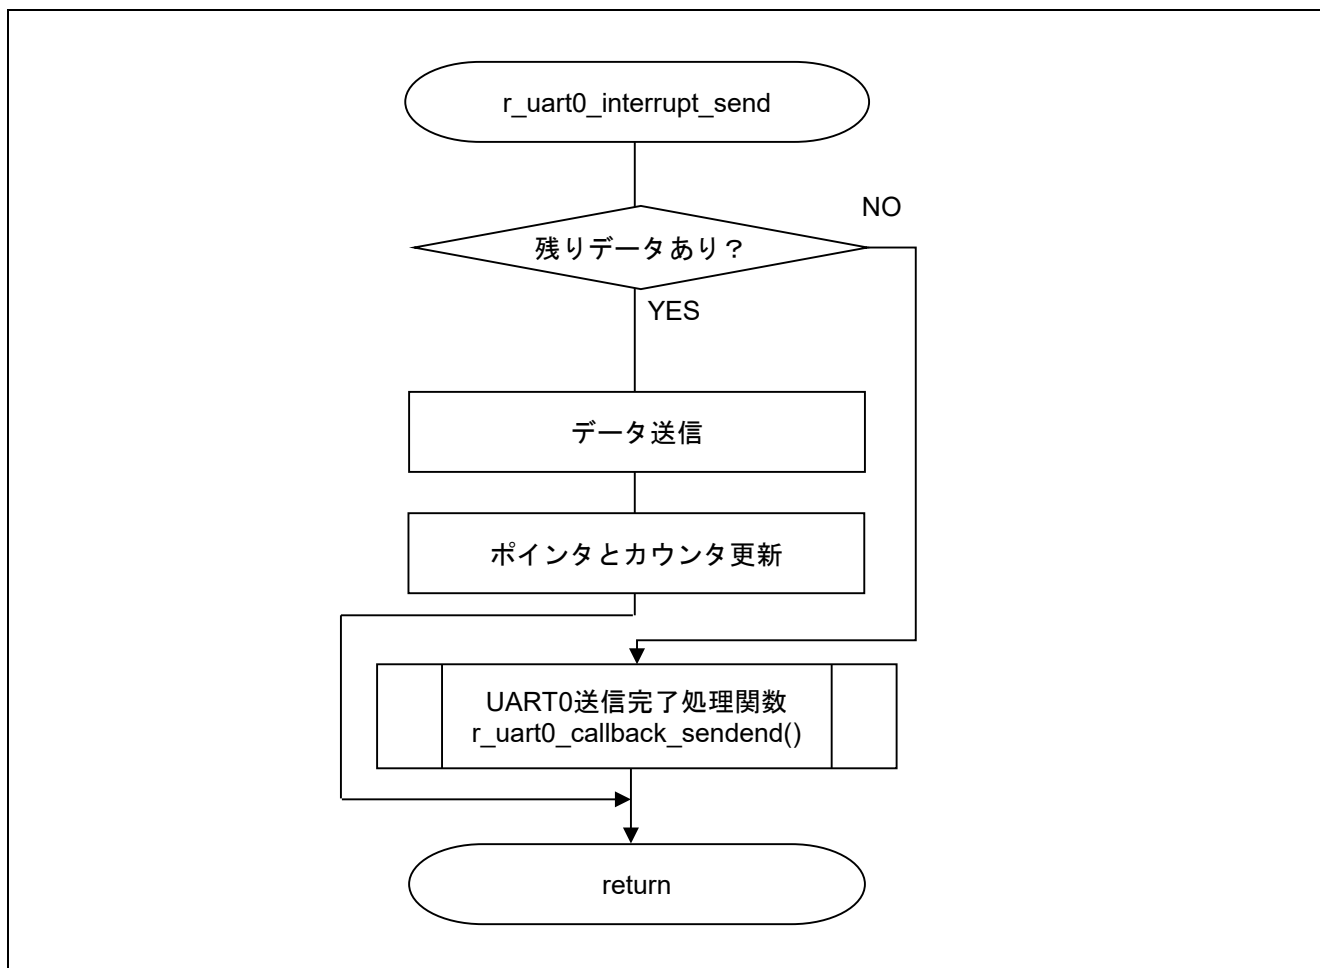 r_uart0_interrupt_send
NO
残りデータあり？
YES
データ送信
ポインタとカウンタ更新
UART0送信完了処理関数
r_uart0_callback_sendend()
return